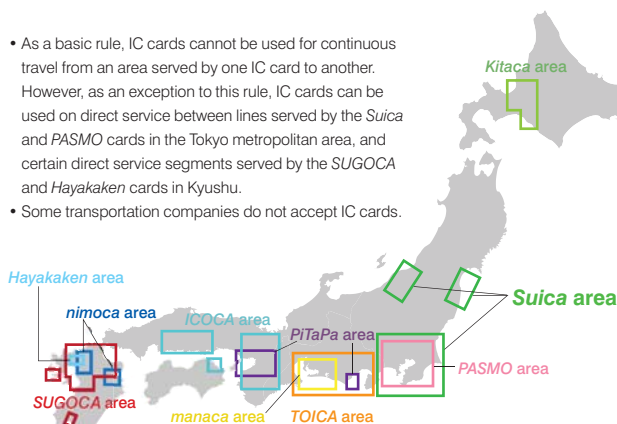 • As a basic rule, IC cards cannot be used for continuous
travel from an area served by one IC card to another.
However, as an exception to this rule, IC cards can be
used on direct service between lines served by the Suica
and PASMO cards in the Tokyo metropolitan area, and
certain direct service segments served by the SUGOCA
and Hayakaken cards in Kyushu.
• Some transportation companies do not accept IC cards.
Kitaca area
Hayakaken area
nimoca area
ICOCA area
PiTaPa area
Suica area
PASMO area
SUGOCA area
manaca area
TOICA area